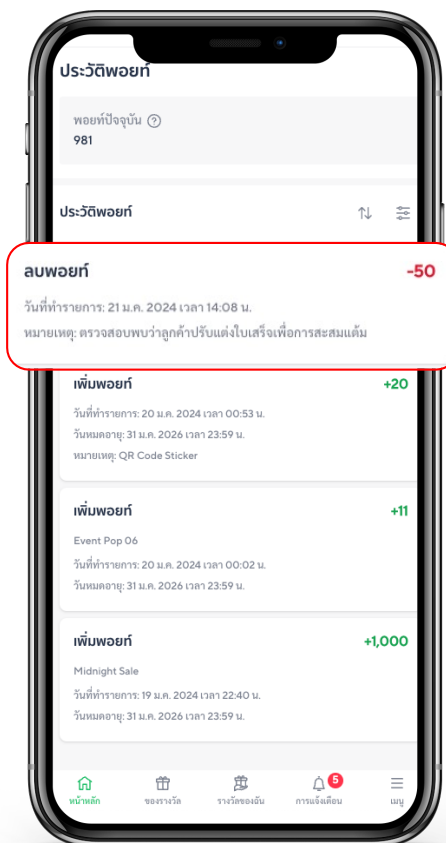 ประวัติพอยท์
พอยท์ปัจจุบัน ?
981
ประวัติพอยท์
ลบพอยท์ -50
วันที่ทำรายการ: 21 ม.ค. 2024 เวลา 14:08 น.
หมายเหตุ: ตรวจสอบพบว่าลูกค้าปรับแต่งใบเสร็จเพื่อการสะสมแต้ม
เพิ่มพอยท์ +20
วันที่ทำรายการ: 20 ม.ค. 2024 เวลา 00:53 น.
วันหมดอายุ: 31 ม.ค. 2026 เวลา 23:59 น.
หมายเหตุ: QR Code Sticker
เพิ่มพอยท์ +11
Event Pop 06
วันที่ทำรายการ: 20 ม.ค. 2024 เวลา 00:02 น.
วันหมดอายุ: 31 ม.ค. 2026 เวลา 23:59 น.
เพิ่มพอยท์ +1,000
Midnight Sale
วันที่ทำรายการ: 19 ม.ค. 2024 เวลา 22:40 น.
วันหมดอายุ: 31 ม.ค. 2026 เวลา 23:59 น.
5
หน้าหลัก ของรางวัล รางวัลของฉัน การแจ้งเตือน เมนู